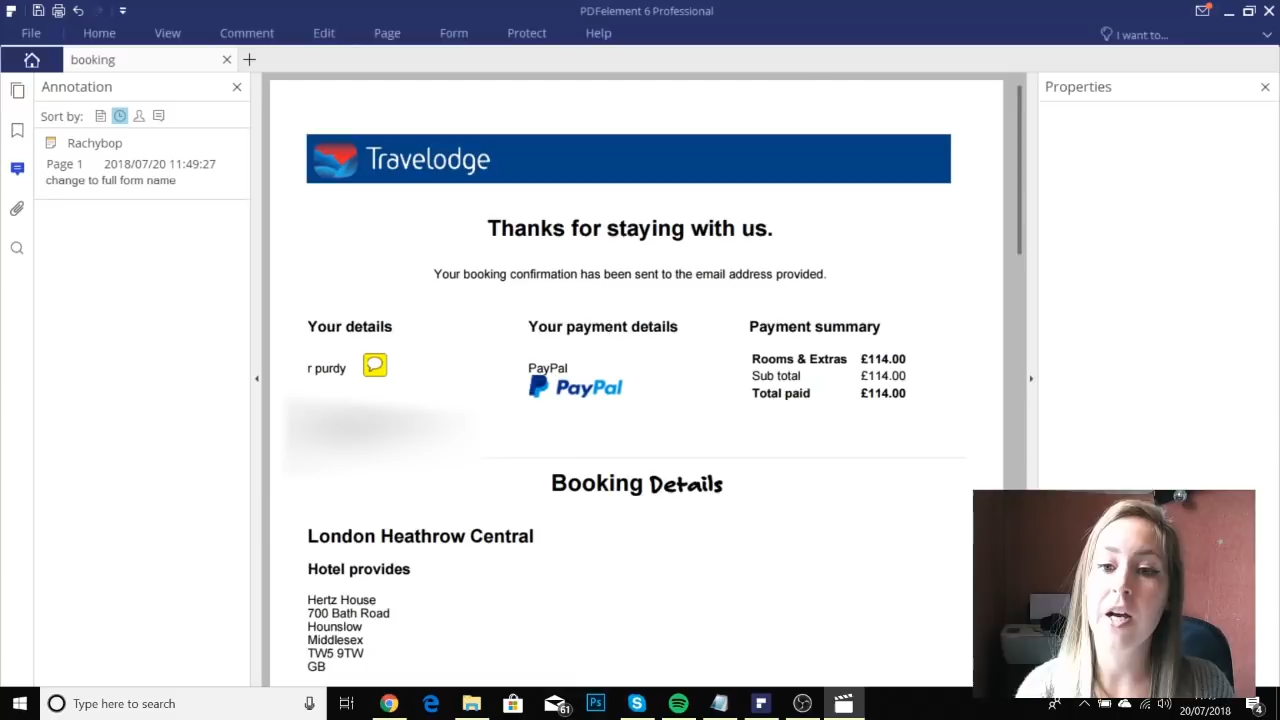 PDFelement 6 Professional
File Home View Comment Edit Page Form Protect Help I want to...
booking
Annotation
Sort by:
Rachybop
Page 1 2018/07/20 11:49:27
change to full form name
Properties
Travelodge
Thanks for staying with us.
Your booking confirmation has been sent to the email address provided.
Your details Your payment details Payment summary
r purdy PayPal Rooms & Extras £114.00
PayPal Sub total £114.00
Total paid £114.00
Booking Details
London Heathrow Central
Hotel provides
Hertz House
700 Bath Road
Hounslow
Middlesex
TW5 9TW
GB
Type here to search
61
Ps
20/07/2018
4